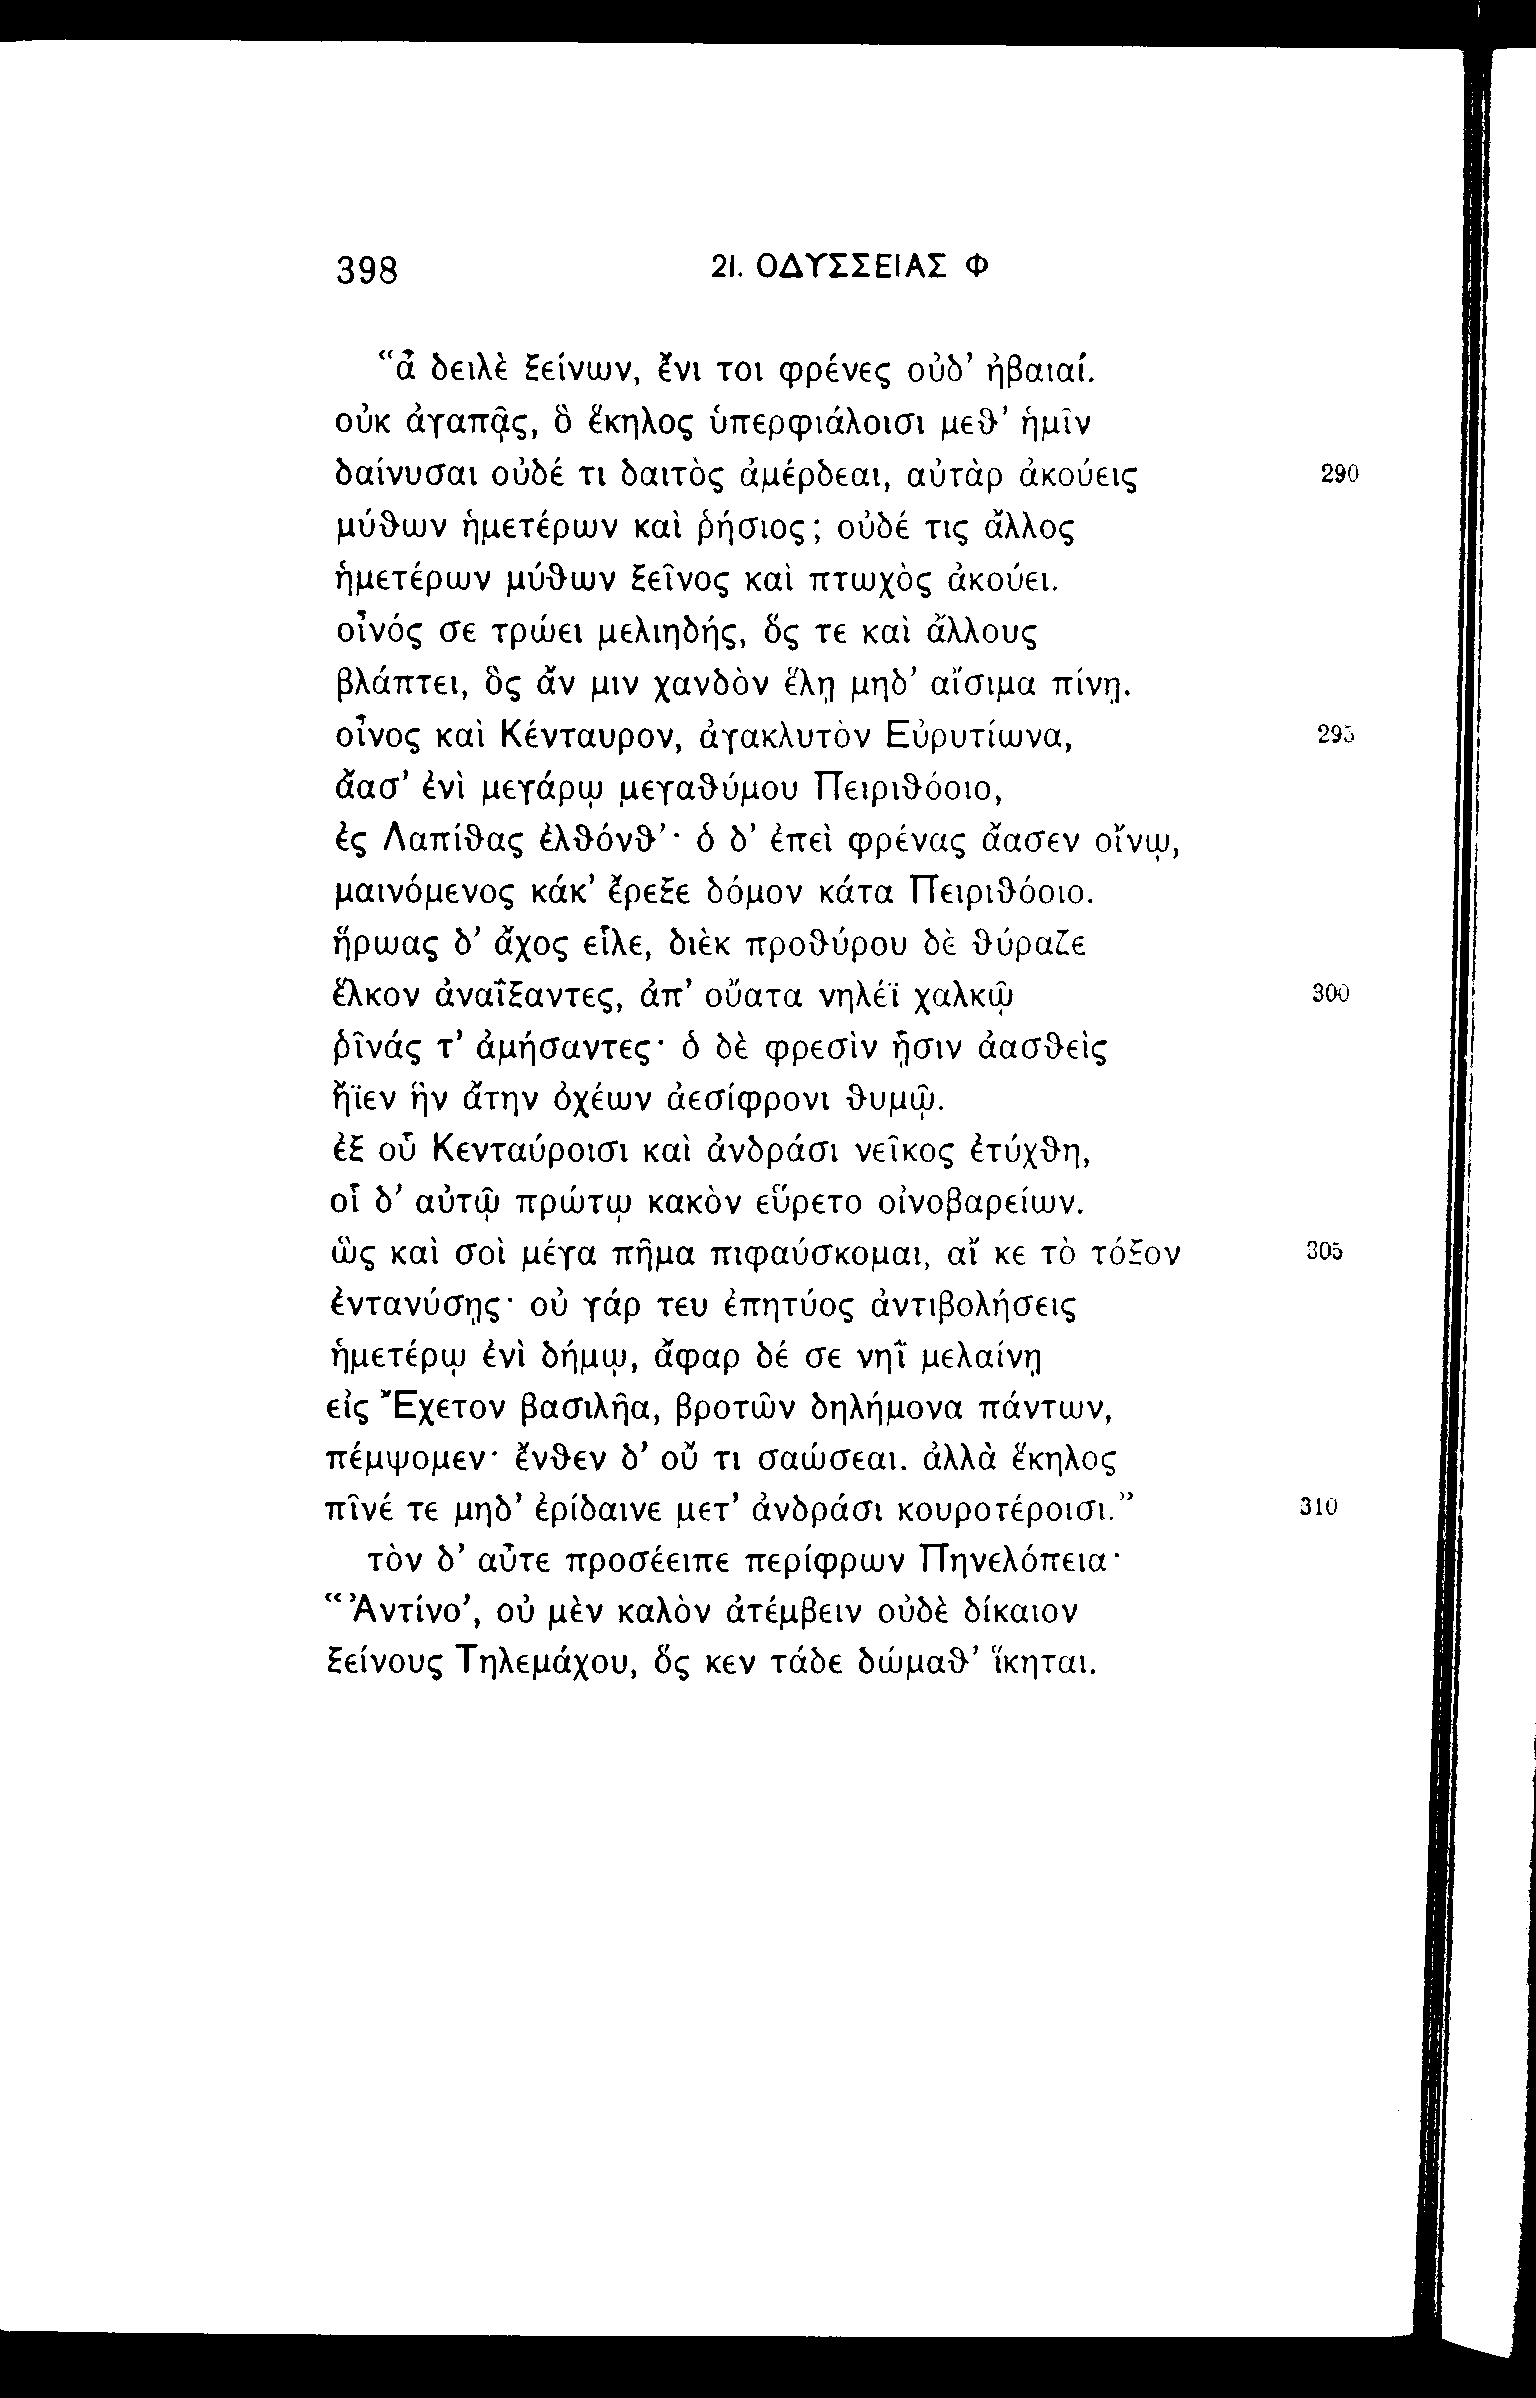 398 21. ΟΔΥΣΣΕΙΑΣ Φ
“ἆ δειλὲ ξείνων, ἔνι τοι φρένες οὐδ’ ἠβαιαί.
οὐκ ἀγαπᾷς, ὃ ἕκηλος ὑπερφιάλοισι μεθ’ ἡμῖν
δαίνυσαι οὐδέ τι δαιτὸς ἀμέρδεαι, αὐτὰρ ἀκούεις 290
μύθων ἡμετέρων καὶ ῥήσιος; οὐδέ τις ἄλλος
ἡμετέρων μύθων ξεῖνος καὶ πτωχὸς ἀκούει.
οἶνός σε τρώει μελιηδής, ὅς τε καὶ ἄλλους
βλάπτει, ὃς ἄν μιν χανδὸν ἕλῃ μηδ’ αἴσιμα πίνῃ.
οἶνος καὶ Κένταυρον, ἀγακλυτὸν Εὐρυτίωνα, 295
ἄασ’ ἐνὶ μεγάρῳ μεγαθύμου Πειριθόοιο,
ἐς Λαπίθας ἐλθόνθ’· ὁ δ’ ἐπεὶ φρένας ἄασεν οἴνῳ,
μαινόμενος κάκ’ ἔρεξε δόμον κάτα Πειριθόοιο.
ἥρωας δ’ ἄχος εἷλε, διὲκ προθύρου δὲ θύραζε
ἕλκον ἀναΐξαντες, ἀπ’ οὔατα νηλέϊ χαλκῷ 300
ῥῖνάς τ’ ἀμήσαντες· ὁ δὲ φρεσὶν ᾗσιν ἀασθεὶς
ἤϊεν ἣν ἄτην ὀχέων ἀεσίφρονι θυμῷ.
ἐξ οὗ Κενταύροισι καὶ ἀνδράσι νεῖκος ἐτύχθη,
οἷ δ’ αὐτῷ πρώτῳ κακὸν εὕρετο οἰνοβαρείων.
ὣς καὶ σοὶ μέγα πῆμα πιφαύσκομαι, αἴ κε τὸ τόξον 305
ἐντανύσῃς· οὐ γάρ τευ ἐπητύος ἀντιβολήσεις
ἡμετέρῳ ἐνὶ δήμῳ, ἄφαρ δέ σε νηῒ μελαίνῃ
εἰς Ἔχετον βασιλῆα, βροτῶν δηλήμονα πάντων,
πέμψομεν· ἔνθεν δ’ οὔ τι σαώσεαι. ἀλλὰ ἕκηλος
πῖνέ τε μηδ’ ἐρίδαινε μετ’ ἀνδράσι κουροτέροισι.” 310
τὸν δ’ αὖτε προσέειπε περίφρων Πηνελόπεια·
“Ἀντίνο’, οὐ μὲν καλὸν ἀτέμβειν οὐδὲ δίκαιον
ξείνους Τηλεμάχου, ὅς κεν τάδε δώμαθ’ ἵκηται.